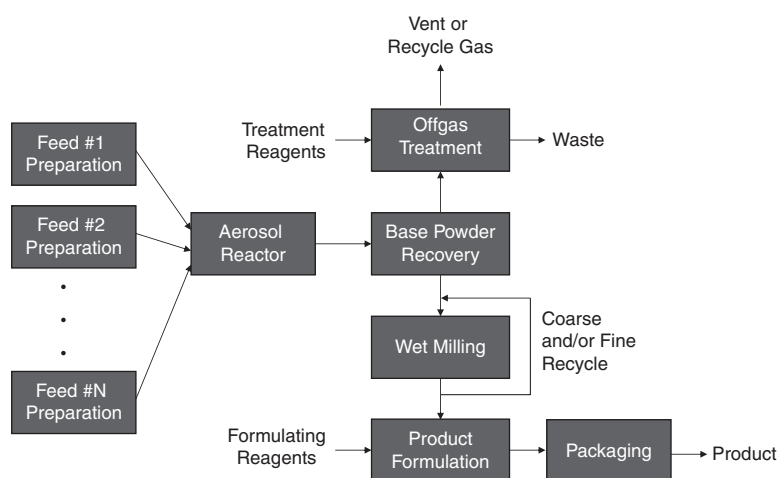 Vent or
Recycle Gas
Treatment
Reagents
Offgas
Treatment
Waste
Feed #1
Preparation
Feed #2
Preparation
Feed #N
Preparation
Aerosol
Reactor
Base Powder
Recovery
Wet Milling
Coarse
and/or Fine
Recycle
Formulating
Reagents
Product
Formulation
Packaging
Product